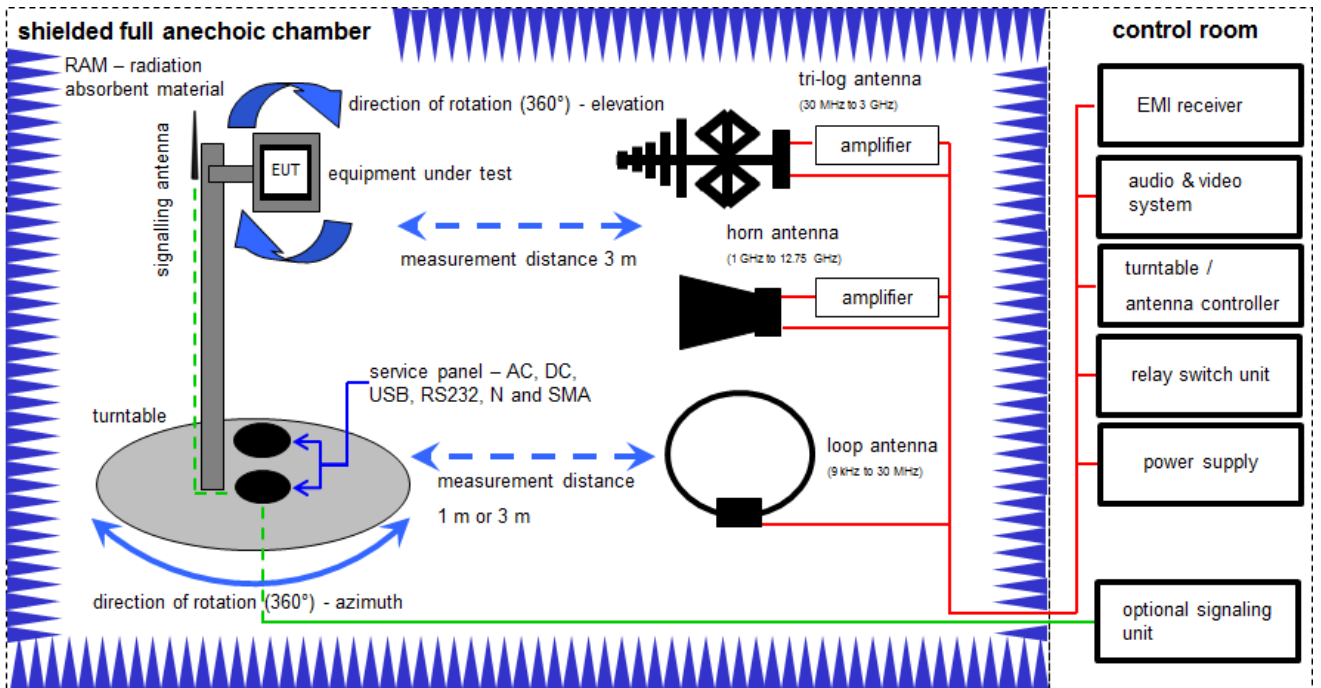 shielded full anechoic chamber
control room
RAM – radiation
absorbent material
direction of rotation (360°) - elevation
signalling antenna
EUT
equipment under test
measurement distance 3 m
tri-log antenna
(30 MHz to 3 GHz)
amplifier
horn antenna
(1 GHz to 12.75 GHz)
amplifier
service panel – AC, DC,
USB, RS232, N and SMA
turntable
loop antenna
(9 kHz to 30 MHz)
measurement distance
1 m or 3 m
direction of rotation (360°) - azimuth
EMI receiver
audio & video
system
turntable /
antenna controller
relay switch unit
power supply
optional signaling
unit